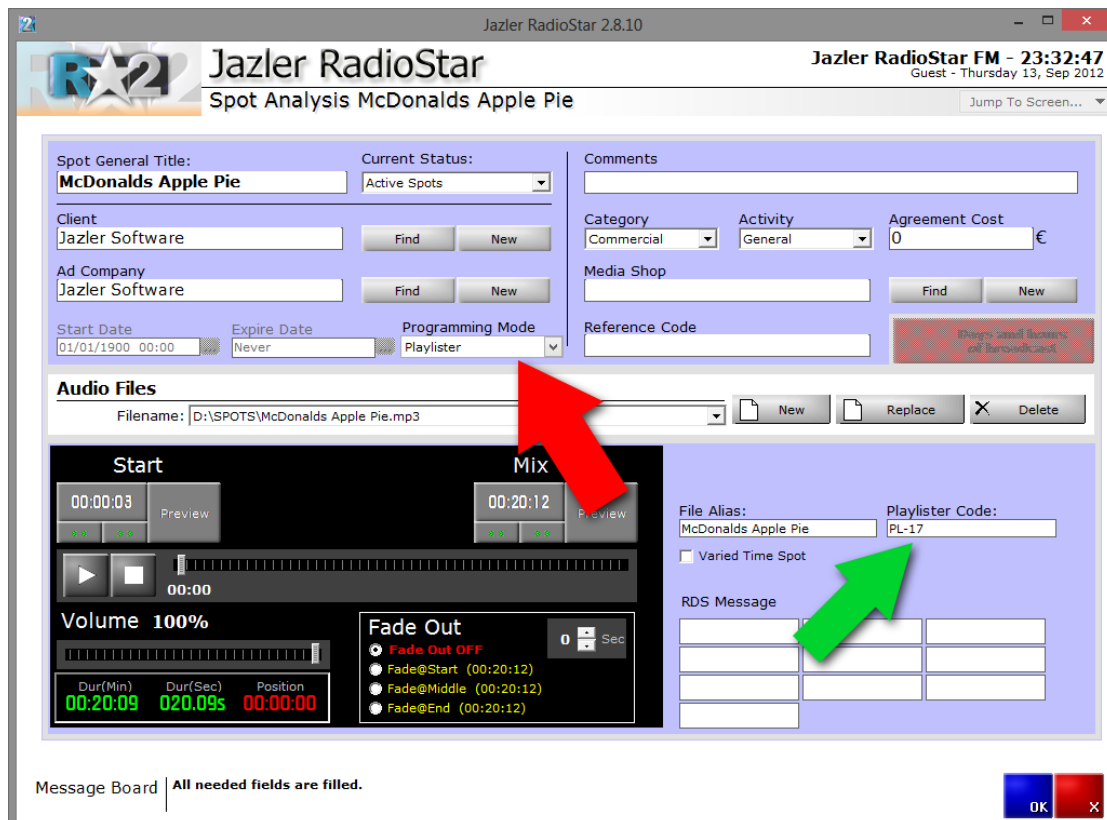 Jazler RadioStar 2.8.10
R 2
Jazler RadioStar
Jazler RadioStar FM - 23:32:47
Guest - Thursday 13, Sep 2012
Spot Analysis McDonalds Apple Pie
Jump To Screen...
Spot General Title:
Current Status:
Comments
McDonalds Apple Pie
Active Spots
Client
Category
Activity
Agreement Cost
Jazler Software
Find
New
Commercial
General
0
€
Ad Company
Media Shop
Jazler Software
Find
New
Find
New
Start Date
Expire Date
Programming Mode
Reference Code
Days and hours
of broadcast
01/01/1900 00:00
...
Never
...
Playlister
Audio Files
Filename:
D:\SPOTS\McDonalds Apple Pie.mp3
New
Replace
Delete
Start
Mix
00:00:03
Preview
00:20:12
Preview
File Alias:
Playlister Code:
McDonalds Apple Pie
PL-17
Varied Time Spot
00:00
RDS Message
Volume 100%
Fade Out
0
Sec
Fade Out OFF
Fade@Start (00:20:12)
Fade@Middle (00:20:12)
Fade@End (00:20:12)
Dur(Min)
Dur(Sec)
Position
00:20:09
020.09s
00:00:00
Message Board
All needed fields are filled.
OK
X